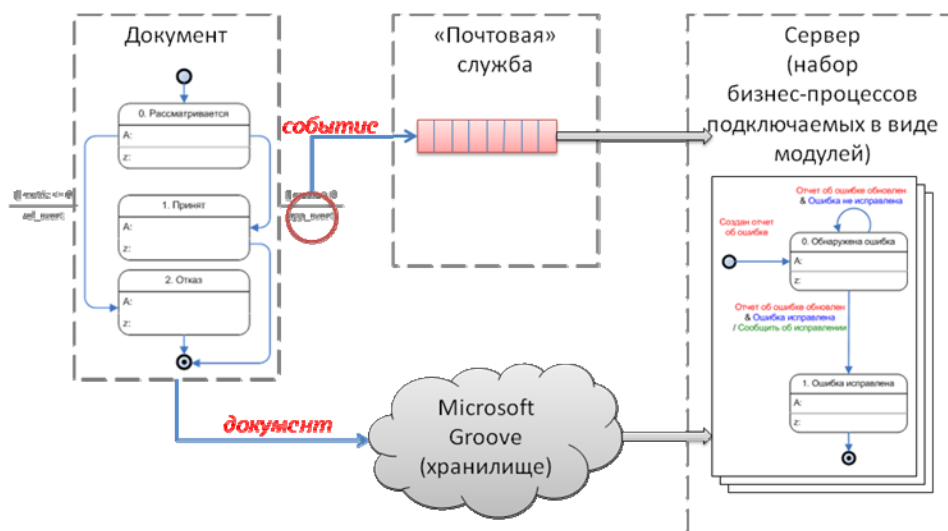 Документ
0. Рассматривается
A:
z:
1. Принят
A:
z:
2. Отказ
A:
z:
событие
документ
«Почтовая»
служба
Microsoft
Groove
(хранилище)
Сервер
(набор
бизнес-процессов
подключаемых в виде
модулей)
Отчет об ошибке обновлен
& Ошибка не исправлена
Создан отчет
об ошибке
0. Обнаружена ошибка
A:
z:
Отчет об ошибке обновлен
& Ошибка исправлена
/ Сообщить об исправлении
1. Ошибка исправлена
A:
z: